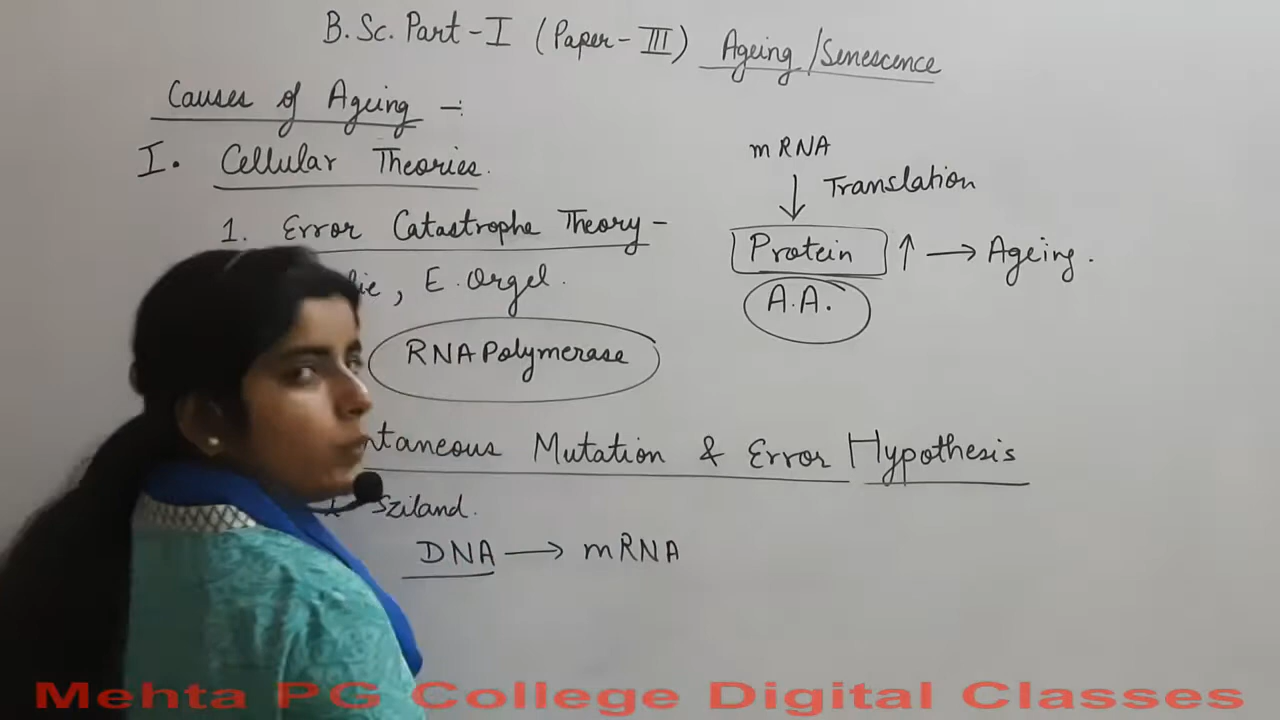 B.Sc. Part-I (Paper-III) Ageing/Senescence
Causes of Ageing -:
I. Cellular Theories.
1. Error Catastrophe Theory-
, E. Orgel.
RNA Polymerase
mRNA
↓ Translation
Protein ↑ → Ageing.
A.A.
Mutation & Error Hypothesis
Sziland.
DNA → mRNA
Mehta PG College Digital Classes